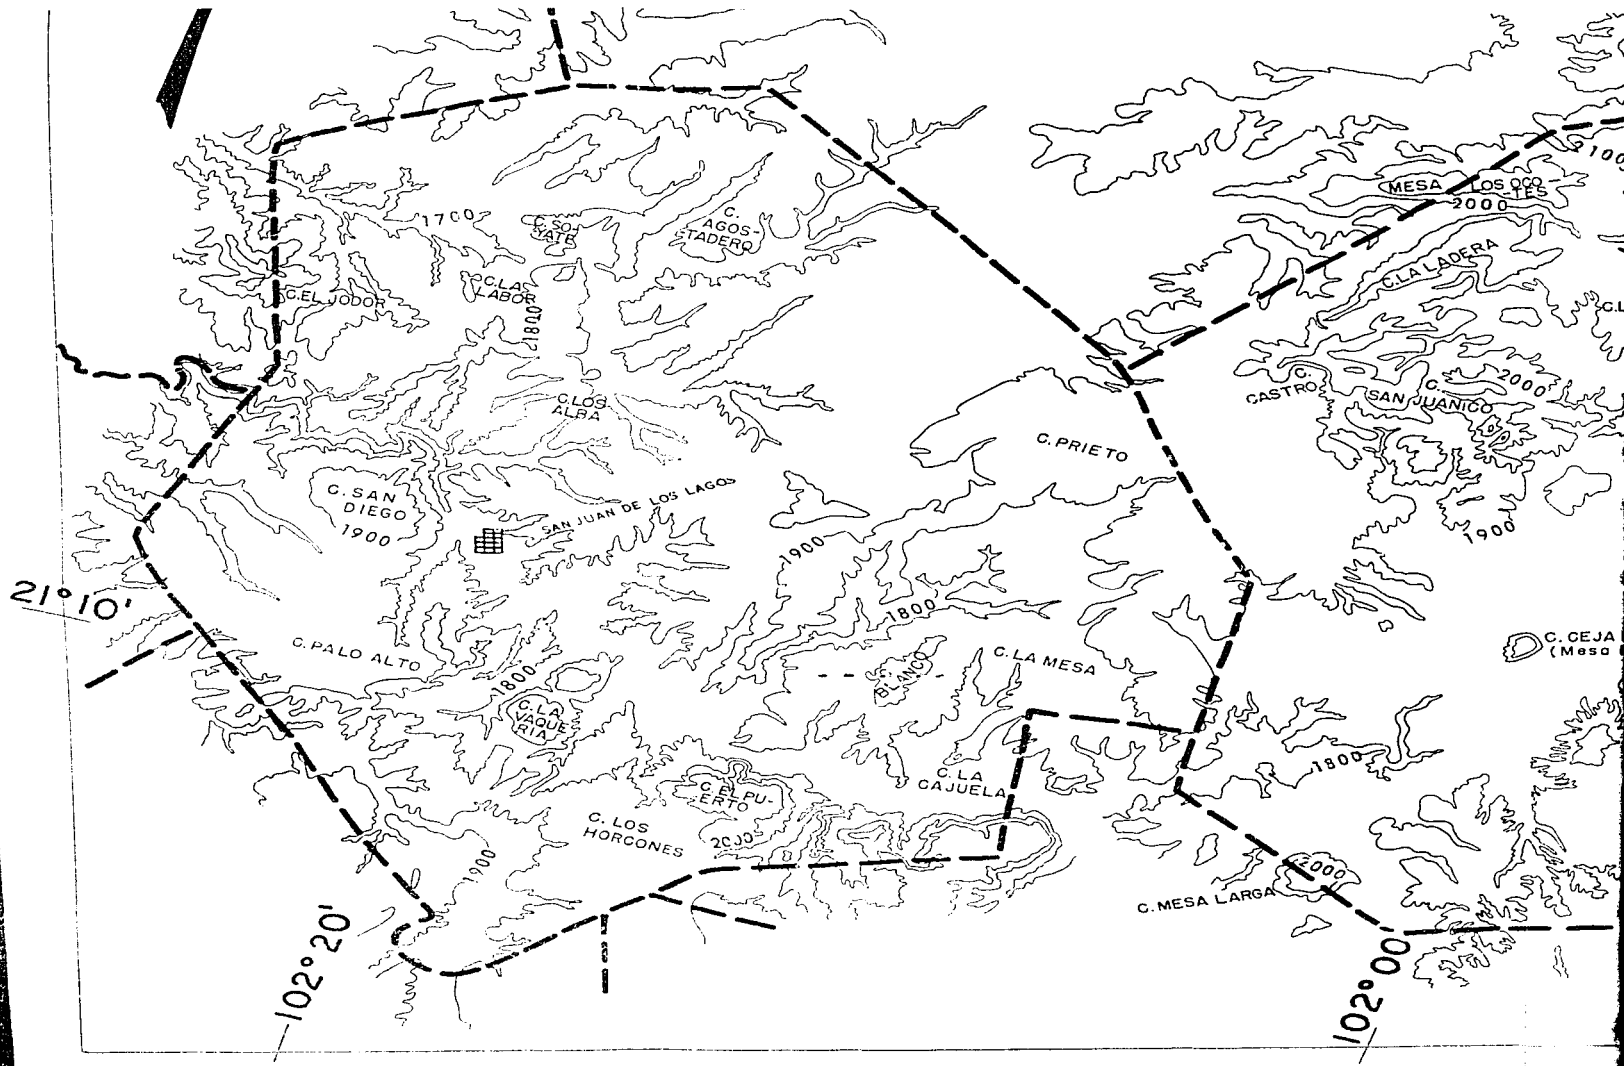 2100
MESA LOS OCO-
TES
2000
1700
C. SO-
YATE
C.
AGOS-
TADERO
C. LA LADERA
C. LAS
LABOR
C. EL JODOR
1800
C. L
C.
CASTRO
C.
SAN JUANICO
2000
C. LOS
ALBA
C. PRIETO
C. SAN
DIEGO
1900
SAN JUAN DE LOS LAGOS
1900
1900
21°10'
1800
C. CEJA
(Mesa
C. PALO ALTO
C. LA MESA
C.
BLANCO
1800
C. LA
VAQUE-
RIA
1800
C. LA
CAJUELA
C. EL PU-
ERTO
C. LOS
HORCONES
2000
1900
2000
C. MESA LARGA
102°20'
102°00'